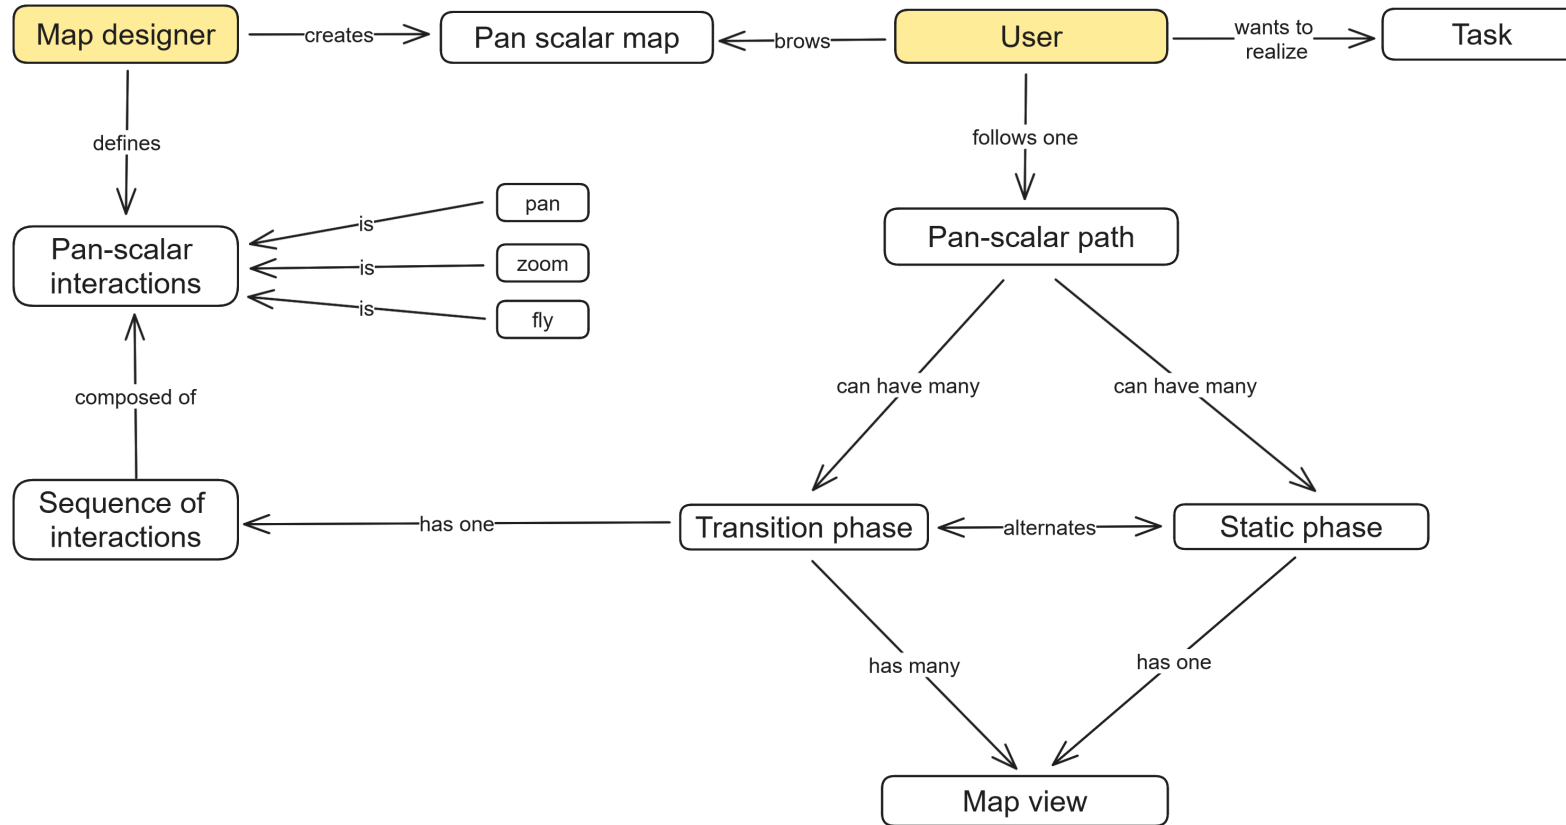 Map designer
creates
Pan scalar map
brows
User
wants to
realize
Task
defines
follows one
pan
is
Pan-scalar
interactions
zoom
is
fly
is
Pan-scalar path
composed of
can have many
can have many
Sequence of
interactions
has one
Transition phase
alternates
Static phase
has many
has one
Map view